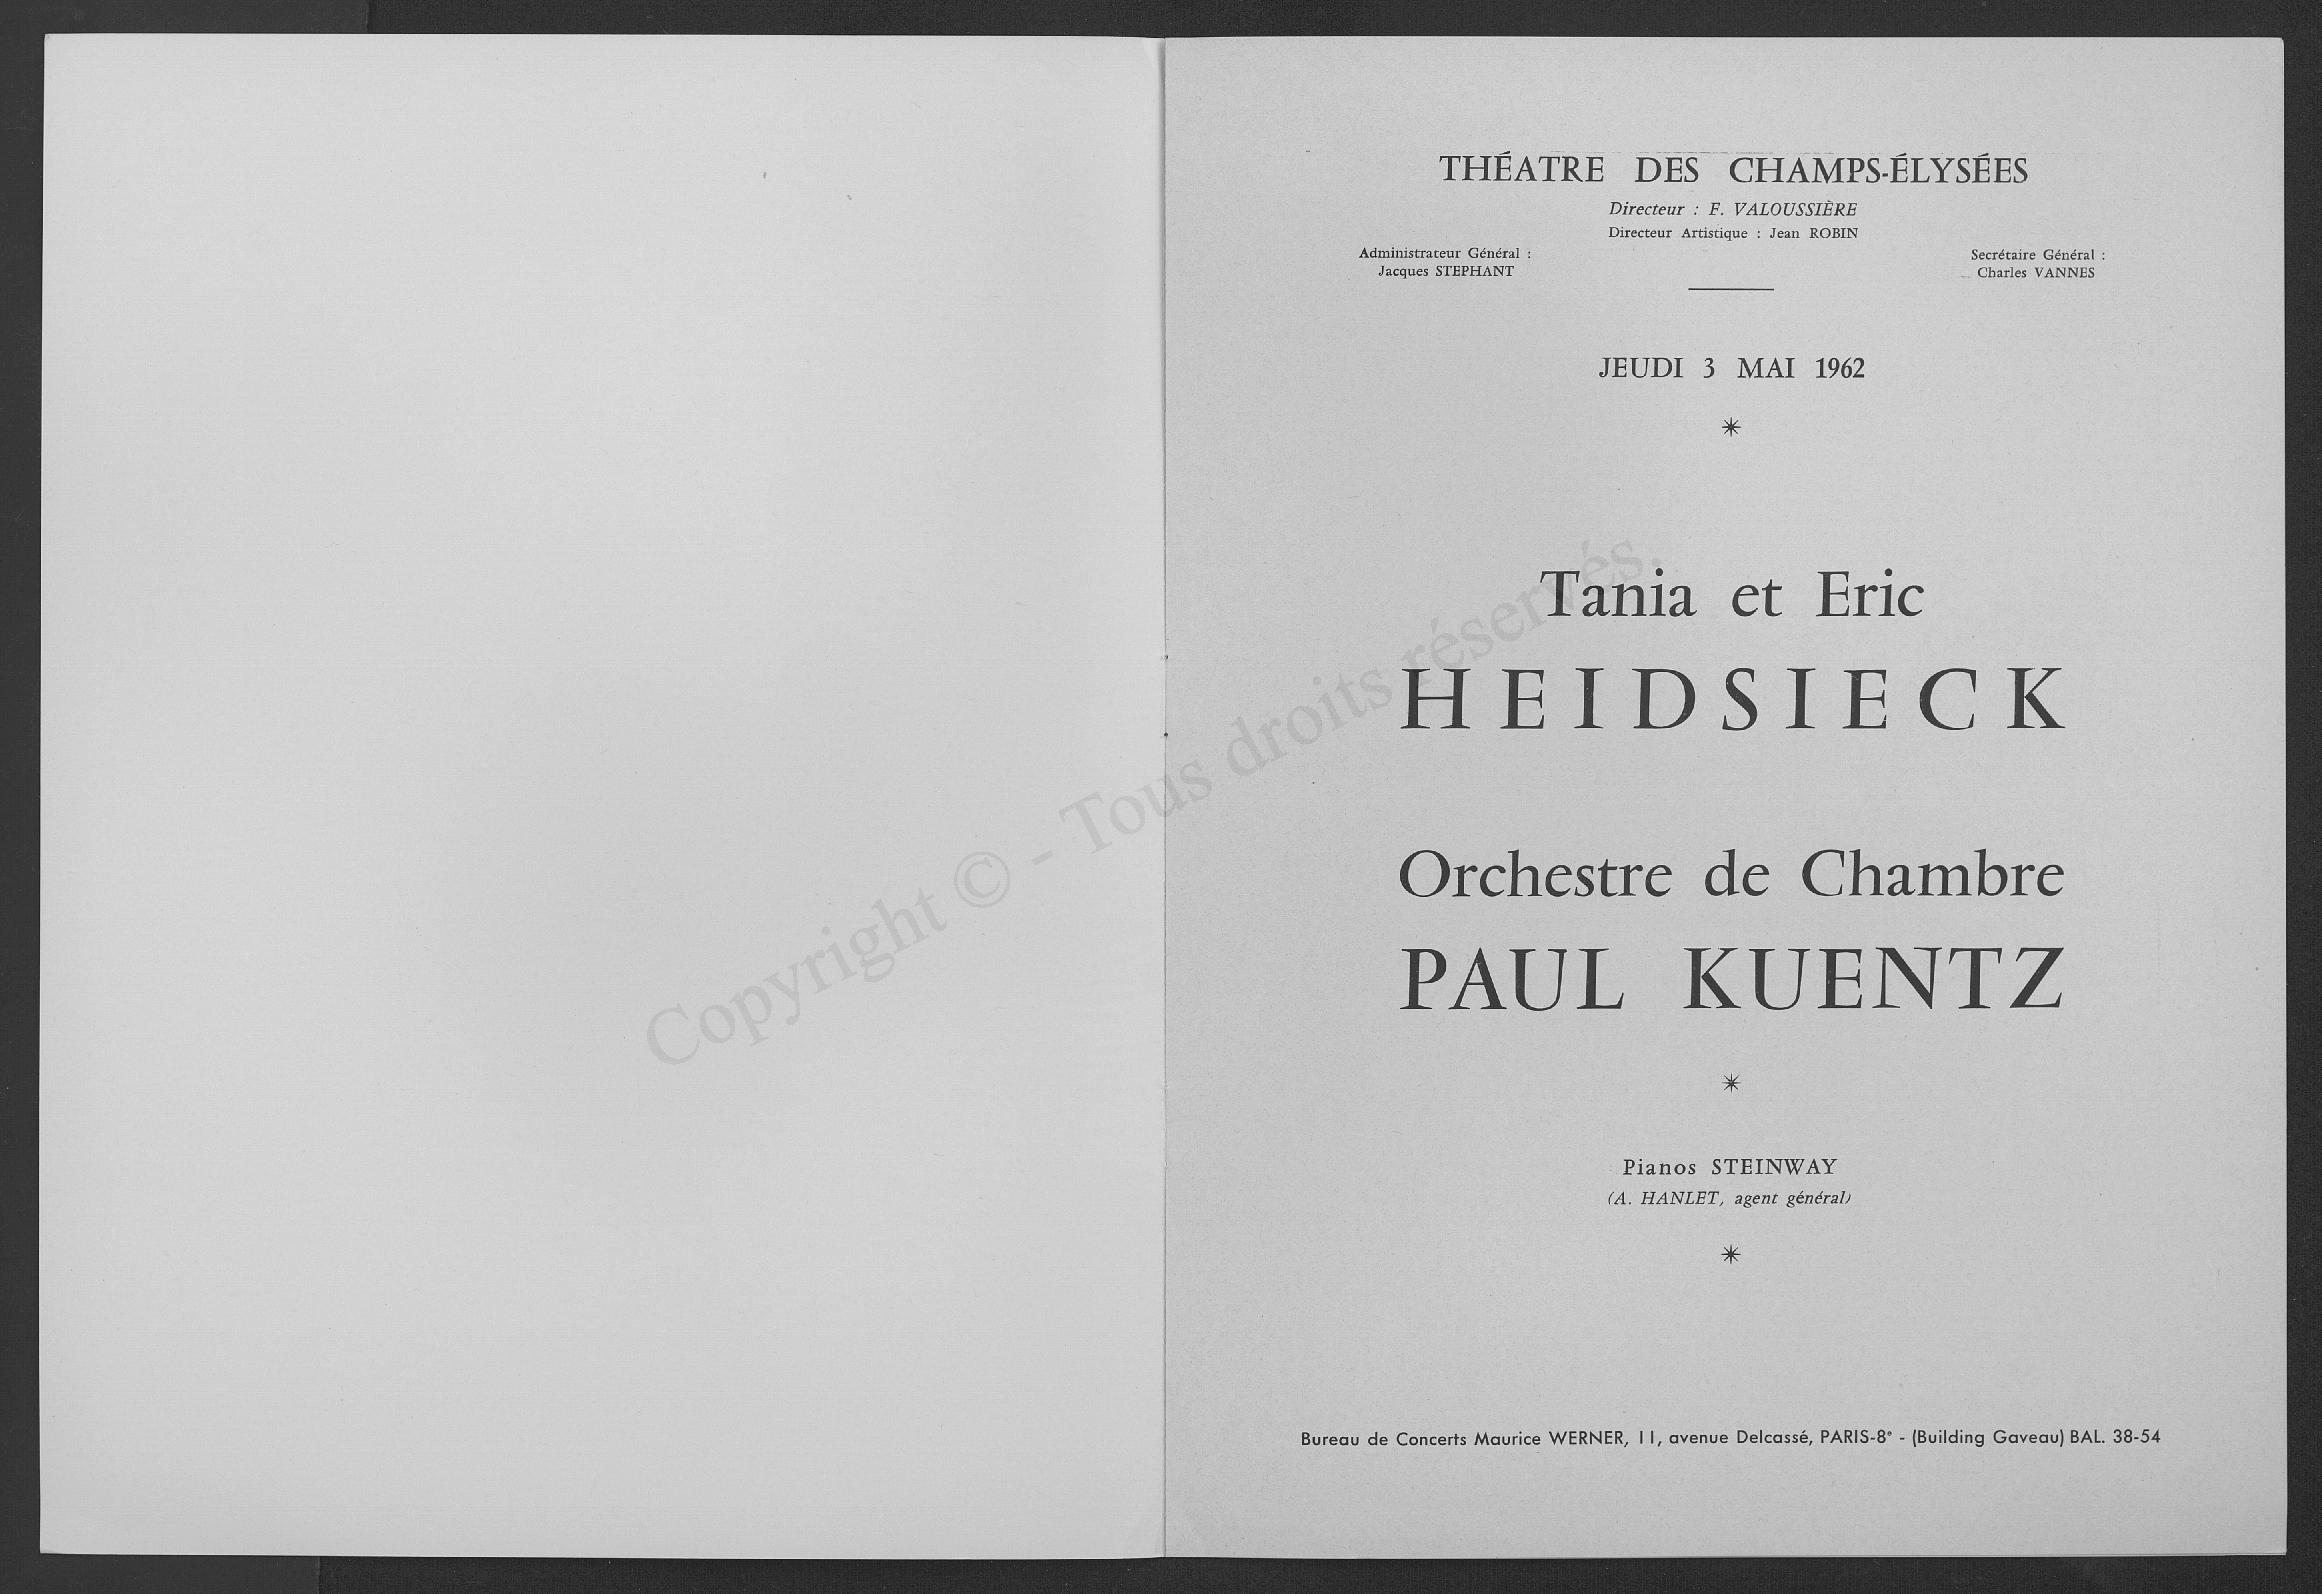 THÉATRE DES CHAMPS-ÉLYSÉES
Directeur : F. VALOUSSIÈRE
Directeur Artistique : Jean ROBIN
Administrateur Général :
Jacques STEPHANT
Secrétaire Général :
Charles VANNES
JEUDI 3 MAI 1962
Tania et Eric
HEIDSIECK
Orchestre de Chambre
PAUL KUENTZ
Pianos STEINWAY
(A. HANLET, agent général)
Bureau de Concerts Maurice WERNER, 11, avenue Delcassé, PARIS-8e - (Building Gaveau) BAL. 38-54
Copyright © - Tous droits réservés.